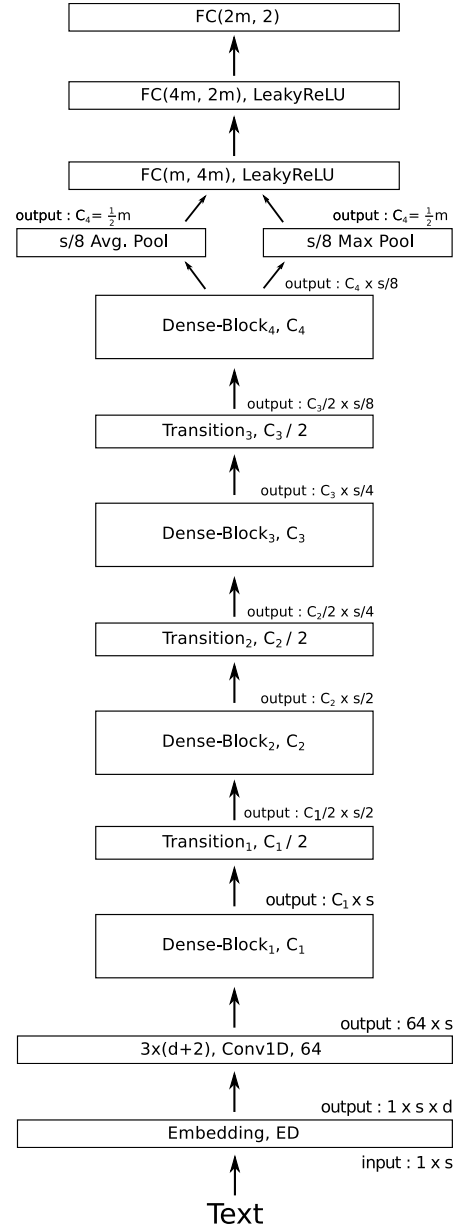 FC(2m, 2)
FC(4m, 2m), LeakyReLU
FC(m, 4m), LeakyReLU
output : C₄= ½m
output : C₄= ½m
s/8 Avg. Pool
s/8 Max Pool
output : C₄ x s/8
Dense-Block₄, C₄
output : C₃/2 x s/8
Transition₃, C₃ / 2
output : C₃ x s/4
Dense-Block₃, C₃
output : C₂/2 x s/4
Transition₂, C₂ / 2
output : C₂ x s/2
Dense-Block₂, C₂
output : C1/2 x s/2
Transition₁, C₁ / 2
output : C₁ x s
Dense-Block₁, C₁
output : 64 x s
3x(d+2), Conv1D, 64
output : 1 x s x d
Embedding, ED
input : 1 x s
Text